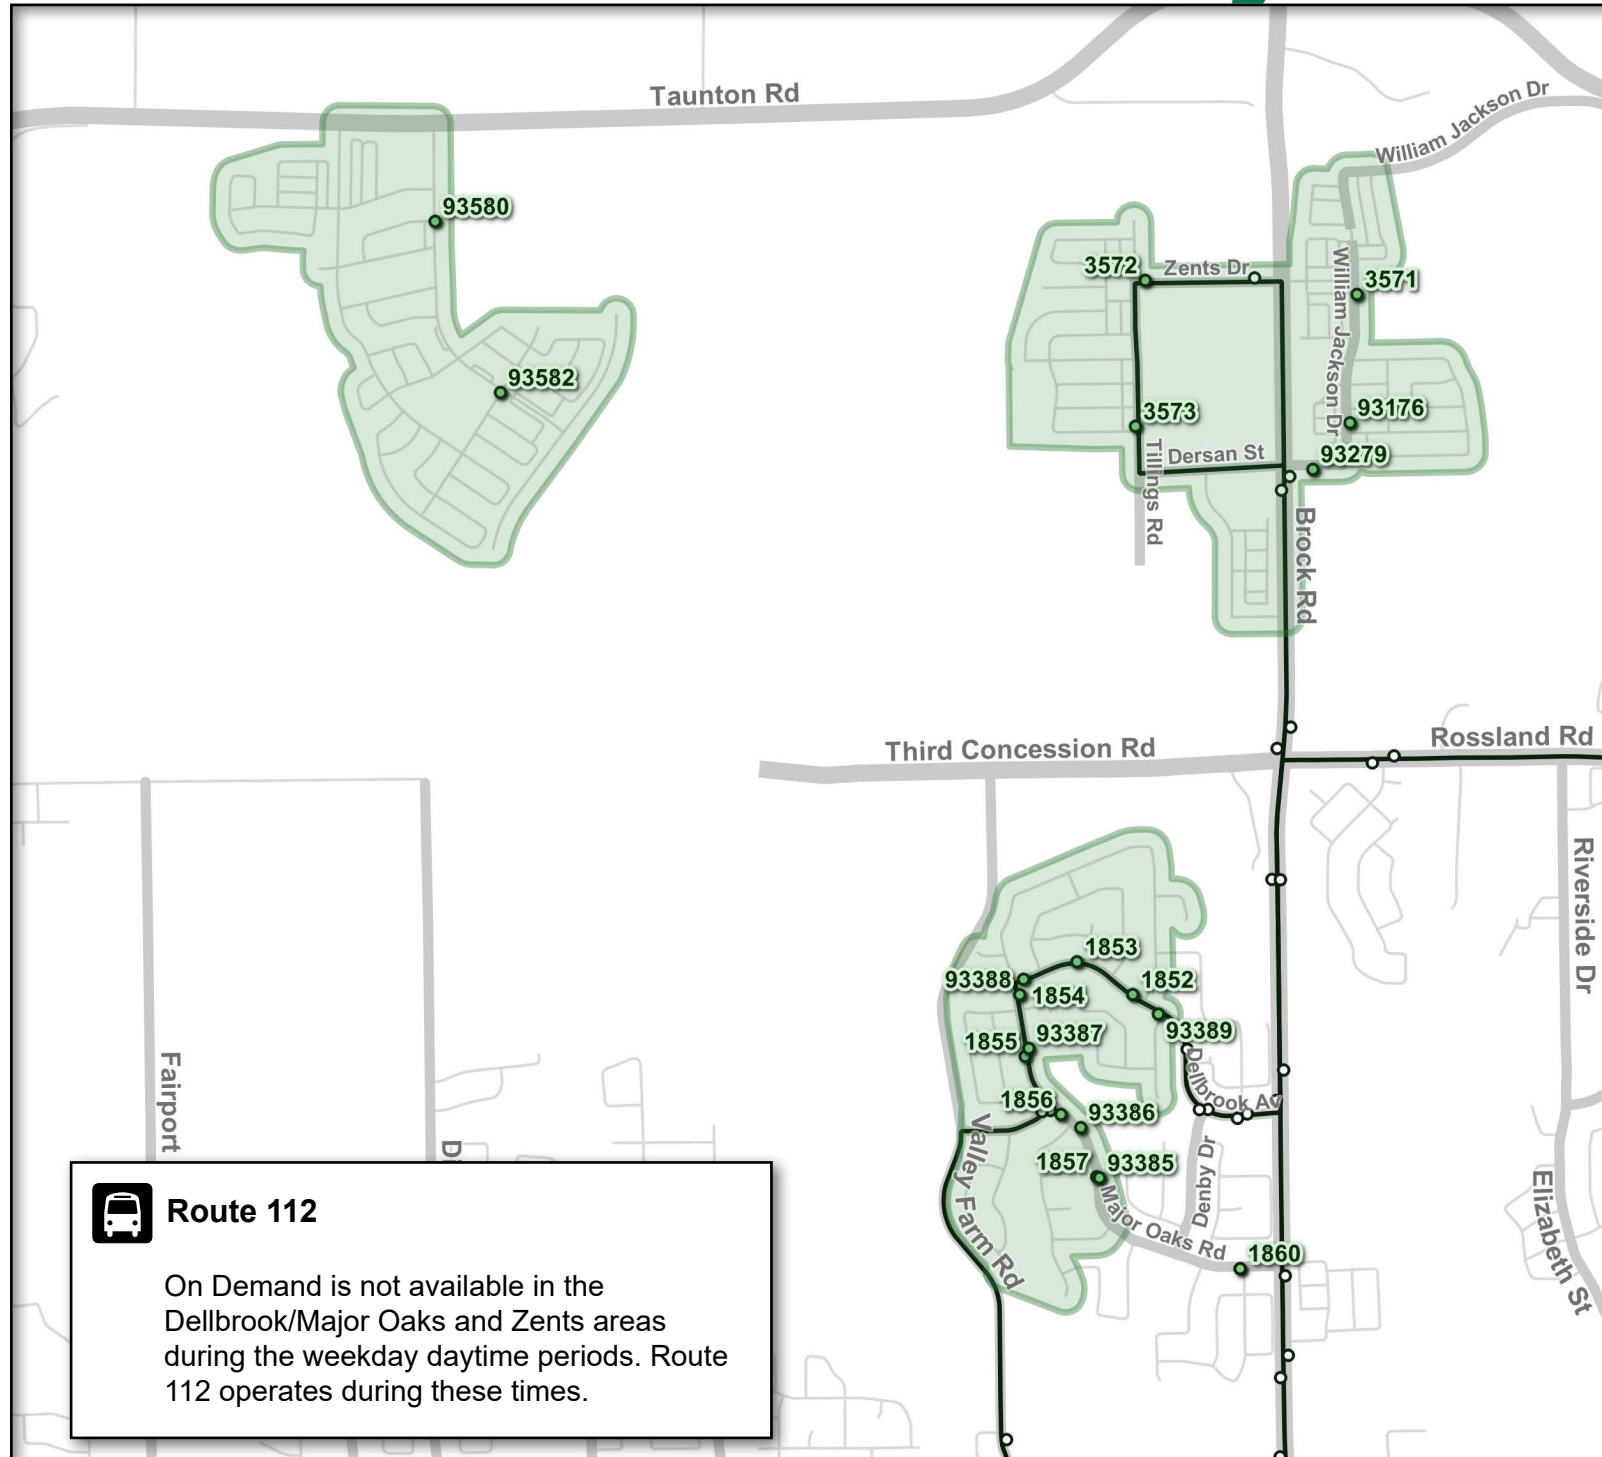 Taunton Rd
William Jackson Dr
93580
3572
Zents Dr
William Jackson Dr
3571
93582
3573
93176
Tillings Rd
Dersan St
93279
Brock Rd
Third Concession Rd
Rossland Rd
Riverside Dr
1853
93388
1854
1852
1855
93387
93389
Dellbrook Av
Fairport
1856
93386
Valley Farm Rd
1857
93385
Denby Dr
Major Oaks Rd
1860
Elizabeth St
Route 112
On Demand is not available in the
Dellbrook/Major Oaks and Zents areas
during the weekday daytime periods. Route
112 operates during these times.